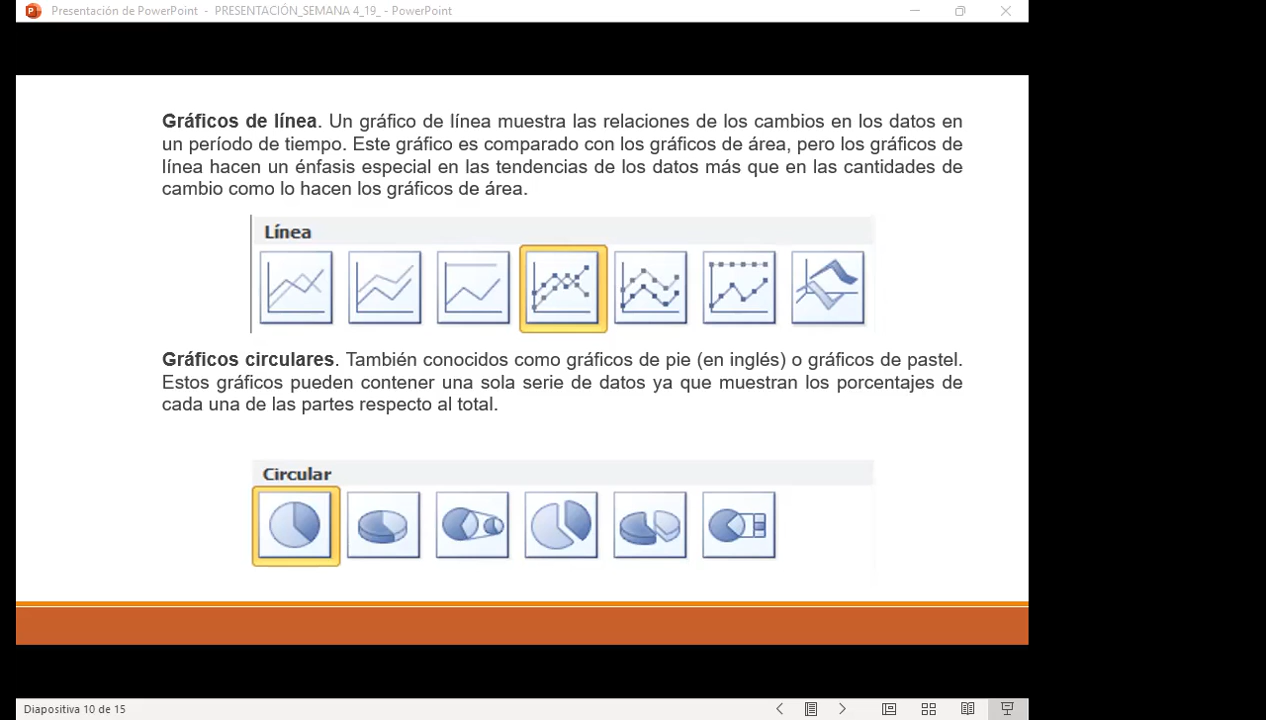 Presentación de PowerPoint - PRESENTACIÓN_SEMANA 4_19_ - PowerPoint
Gráficos de línea. Un gráfico de línea muestra las relaciones de los cambios en los datos en
un período de tiempo. Este gráfico es comparado con los gráficos de área, pero los gráficos de
línea hacen un énfasis especial en las tendencias de los datos más que en las cantidades de
cambio como lo hacen los gráficos de área.
Línea
Gráficos circulares. También conocidos como gráficos de pie (en inglés) o gráficos de pastel.
Estos gráficos pueden contener una sola serie de datos ya que muestran los porcentajes de
cada una de las partes respecto al total.
Circular
Diapositiva 10 de 15